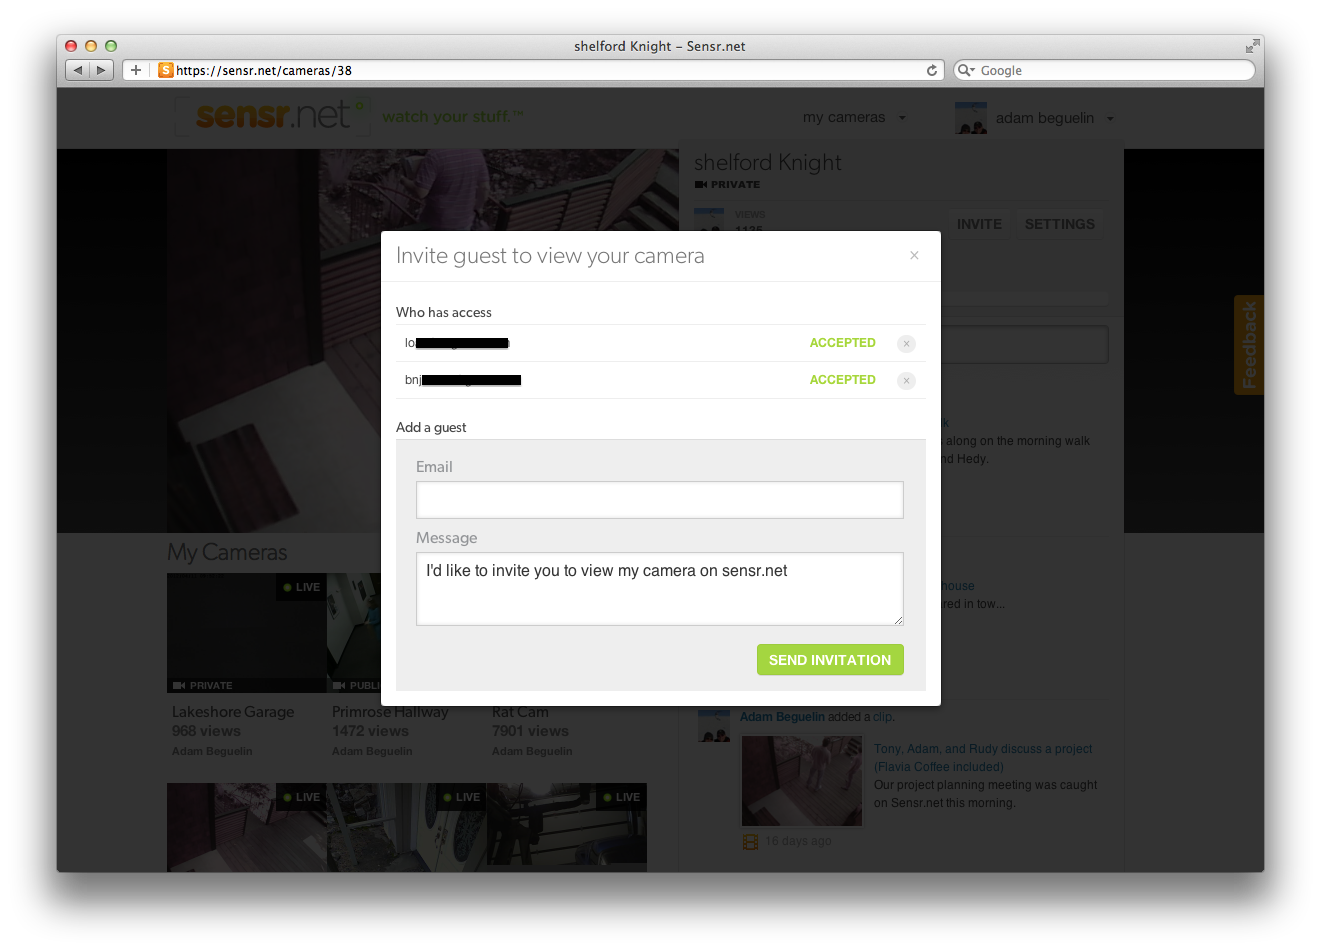 shelford Knight – Sensr.net
https://sensr.net/cameras/38
Google
sensr.net
watch your stuff.™
my cameras
adam beguelin
shelford Knight
PRIVATE
VIEWS
1135
INVITE
SETTINGS
Feedback
Invite guest to view your camera
Who has access
lo
ACCEPTED
bnj
ACCEPTED
Add a guest
Email
Message
I'd like to invite you to view my camera on sensr.net
SEND INVITATION
along on the morning walk
nd Hedy.
house
red in tow...
My Cameras
LIVE
PRIVATE
PUBLI
Lakeshore Garage
968 views
Adam Beguelin
Primrose Hallway
1472 views
Adam Beguelin
Rat Cam
7901 views
Adam Beguelin
LIVE
LIVE
LIVE
Adam Beguelin added a clip.
Tony, Adam, and Rudy discuss a project
(Flavia Coffee included)
Our project planning meeting was caught
on Sensr.net this morning.
16 days ago